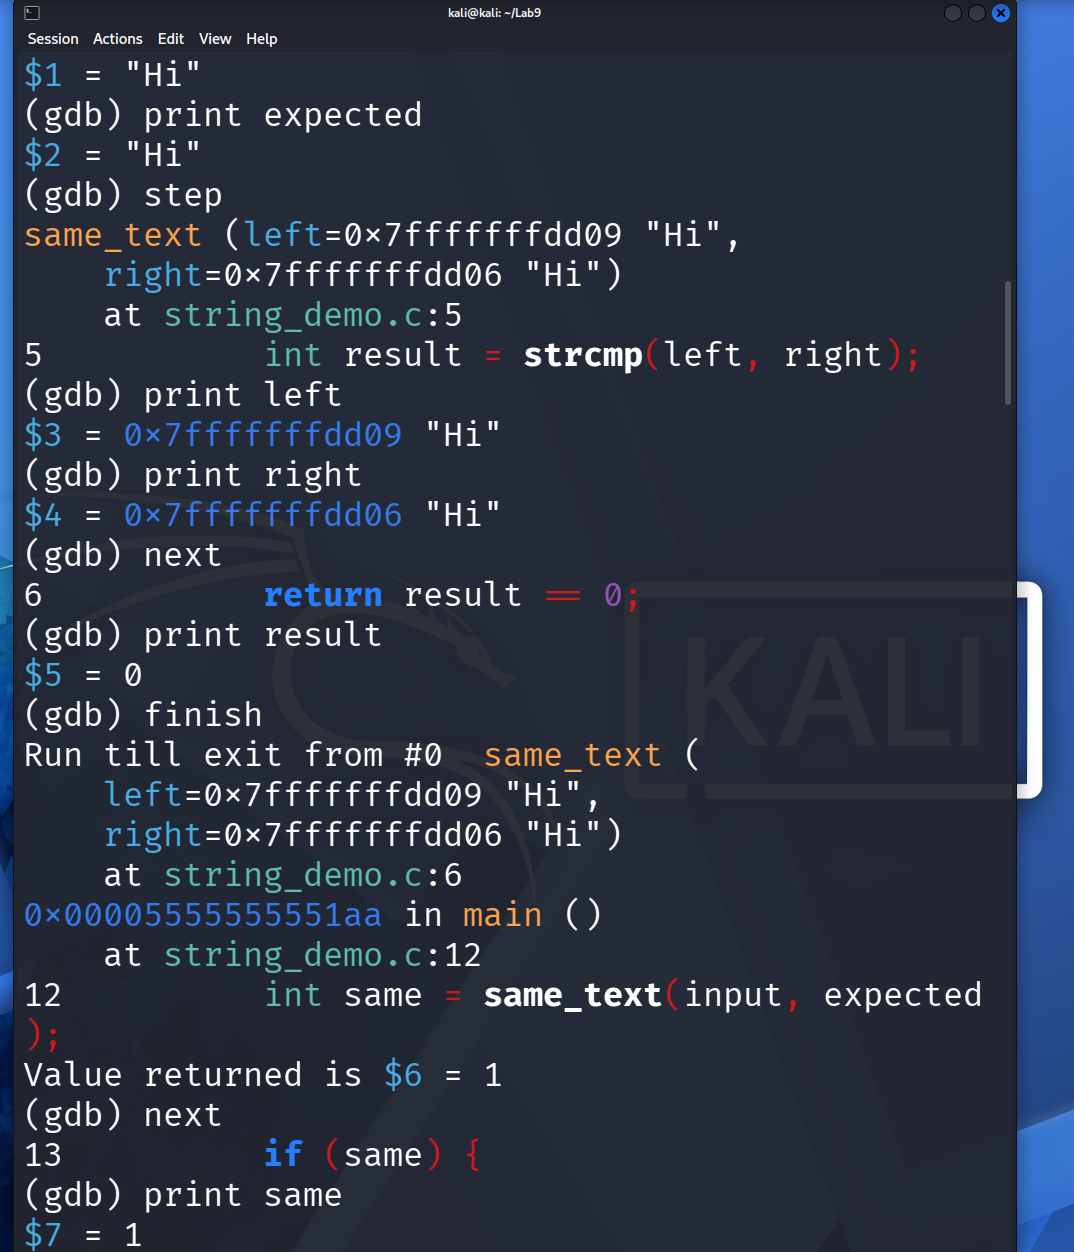 kali@kali: ~/Lab9
Session Actions Edit View Help
$1 = "Hi"
(gdb) print expected
$2 = "Hi"
(gdb) step
same_text (left=0x7fffffffdd09 "Hi",
    right=0x7fffffffdd06 "Hi")
    at string_demo.c:5
5           int result = strcmp(left, right);
(gdb) print left
$3 = 0x7fffffffdd09 "Hi"
(gdb) print right
$4 = 0x7fffffffdd06 "Hi"
(gdb) next
6           return result == 0;
(gdb) print result
$5 = 0
(gdb) finish
Run till exit from #0  same_text (
    left=0x7fffffffdd09 "Hi",
    right=0x7fffffffdd06 "Hi")
    at string_demo.c:6
0x00005555555551aa in main ()
    at string_demo.c:12
12          int same = same_text(input, expected
);
Value returned is $6 = 1
(gdb) next
13          if (same) {
(gdb) print same
$7 = 1
KALI